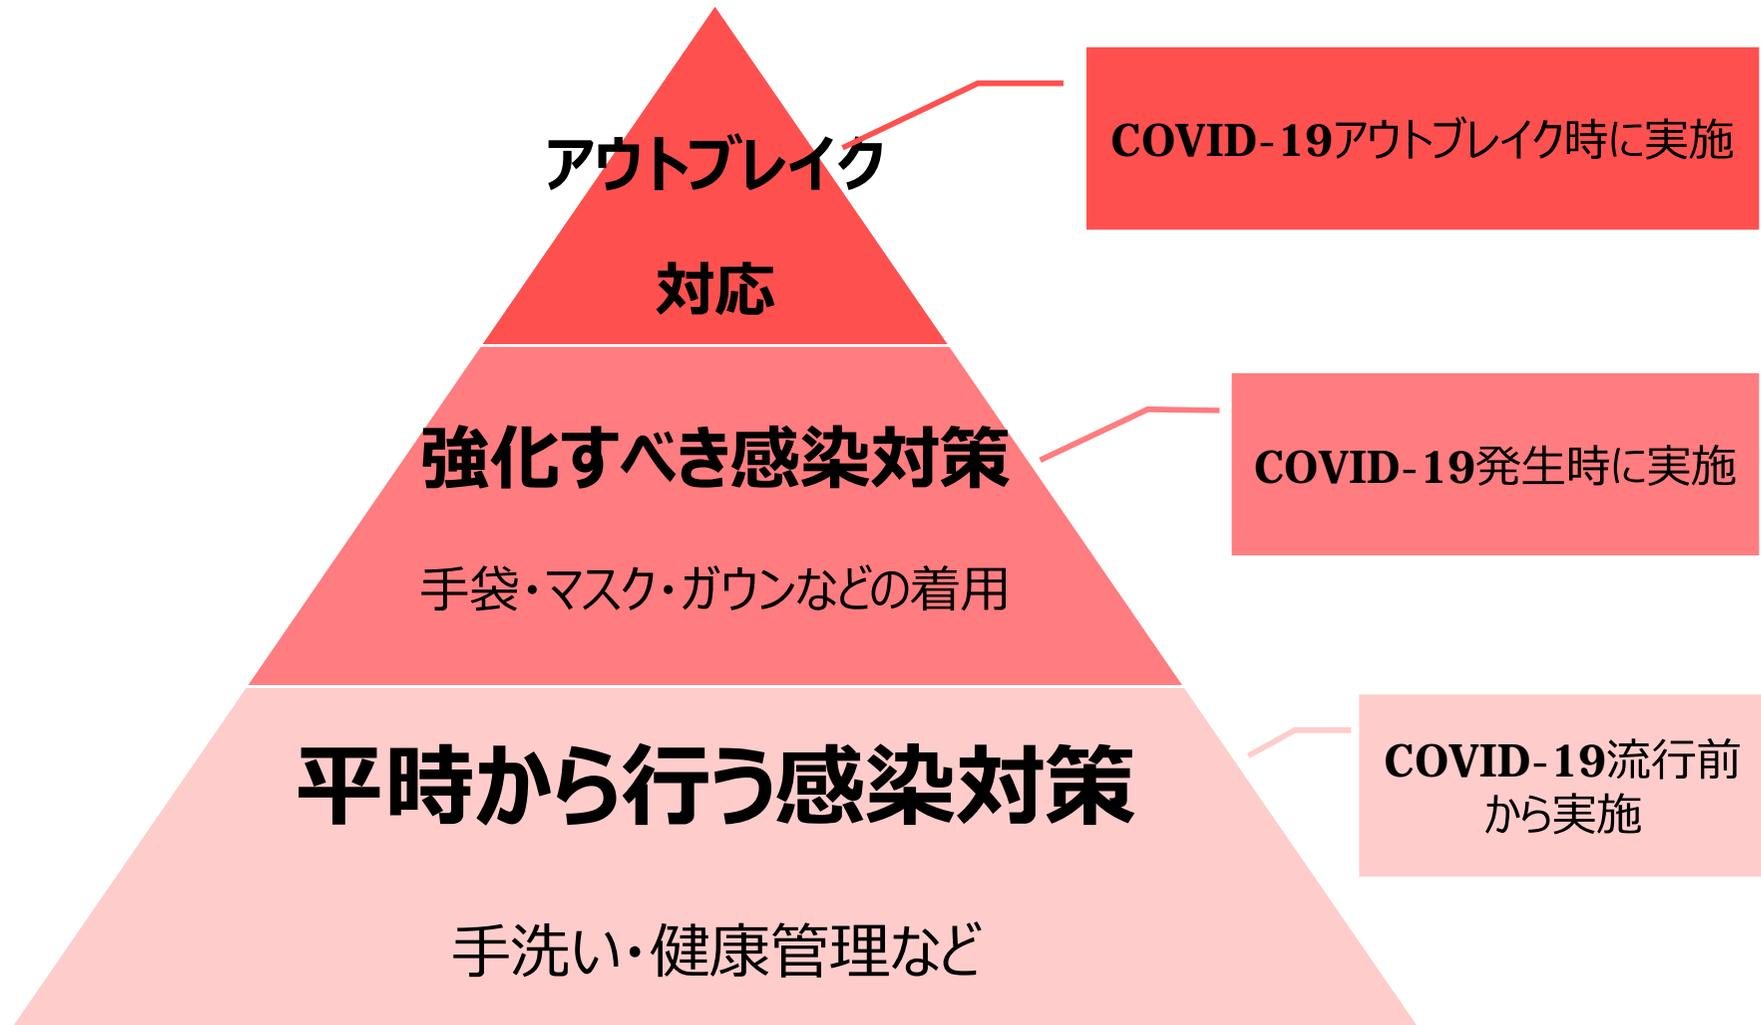 アウトブレイク
対応
COVID-19アウトブレイク時に実施
強化すべき感染対策
手袋・マスク・ガウンなどの着用
COVID-19発生時に実施
平時から行う感染対策
手洗い・健康管理など
COVID-19流行前
から実施